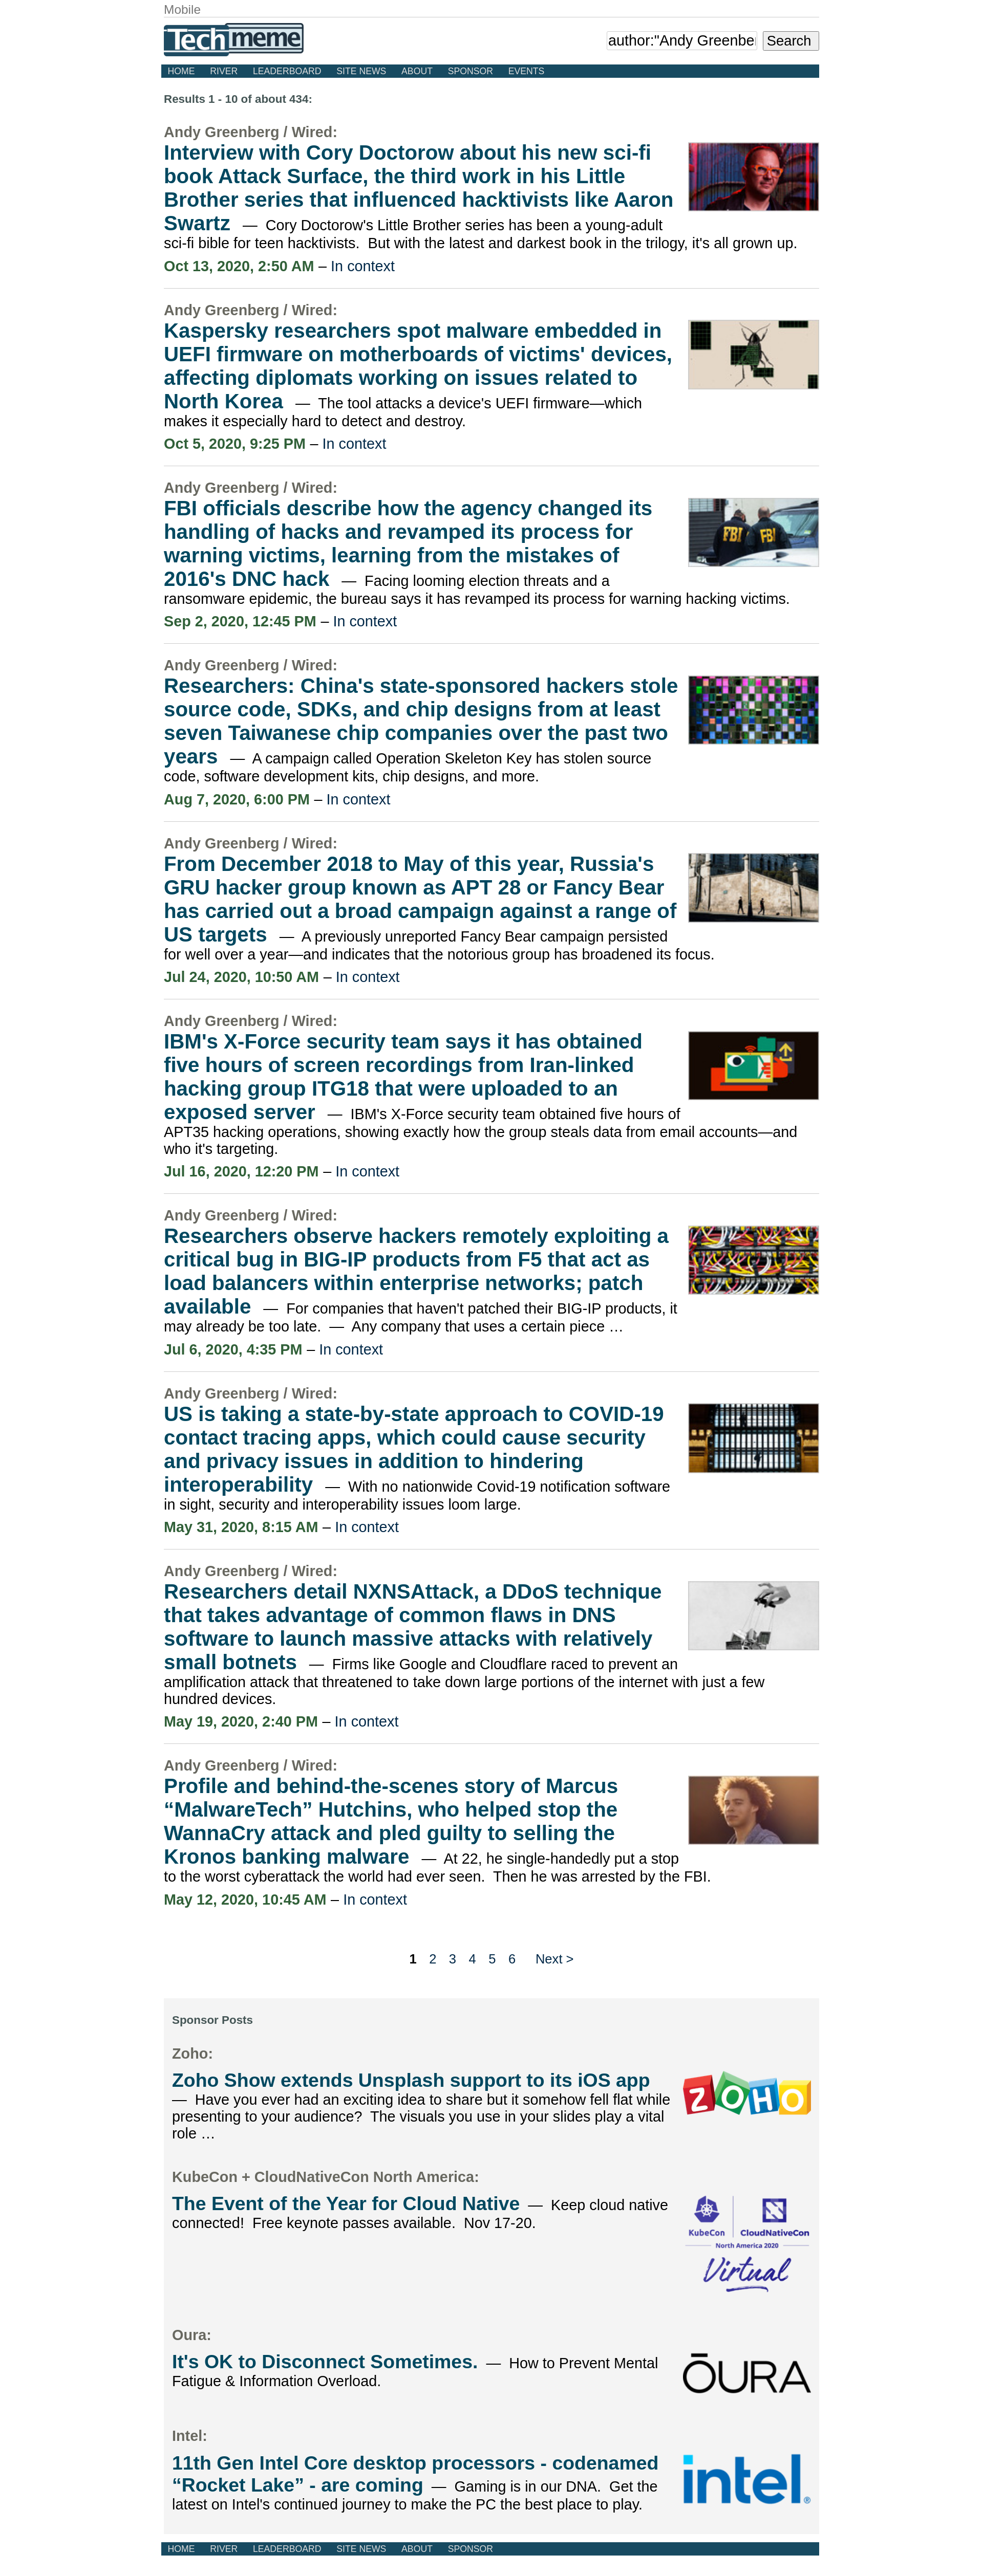 Mobile
Techmeme
author:"Andy Greenbe Search
HOME RIVER LEADERBOARD SITE NEWS ABOUT SPONSOR EVENTS
Results 1 - 10 of about 434:
Andy Greenberg / Wired:
Interview with Cory Doctorow about his new sci-fi
book Attack Surface, the third work in his Little
Brother series that influenced hacktivists like Aaron
Swartz — Cory Doctorow's Little Brother series has been a young-adult
sci-fi bible for teen hacktivists. But with the latest and darkest book in the trilogy, it's all grown up.
Oct 13, 2020, 2:50 AM – In context
Andy Greenberg / Wired:
Kaspersky researchers spot malware embedded in
UEFI firmware on motherboards of victims' devices,
affecting diplomats working on issues related to
North Korea — The tool attacks a device's UEFI firmware—which
makes it especially hard to detect and destroy.
Oct 5, 2020, 9:25 PM – In context
Andy Greenberg / Wired:
FBI officials describe how the agency changed its
handling of hacks and revamped its process for
warning victims, learning from the mistakes of
2016's DNC hack — Facing looming election threats and a
ransomware epidemic, the bureau says it has revamped its process for warning hacking victims.
FBI FBI
Sep 2, 2020, 12:45 PM – In context
Andy Greenberg / Wired:
Researchers: China's state-sponsored hackers stole
source code, SDKs, and chip designs from at least
seven Taiwanese chip companies over the past two
years — A campaign called Operation Skeleton Key has stolen source
code, software development kits, chip designs, and more.
Aug 7, 2020, 6:00 PM – In context
Andy Greenberg / Wired:
From December 2018 to May of this year, Russia's
GRU hacker group known as APT 28 or Fancy Bear
has carried out a broad campaign against a range of
US targets — A previously unreported Fancy Bear campaign persisted
for well over a year—and indicates that the notorious group has broadened its focus.
Jul 24, 2020, 10:50 AM – In context
Andy Greenberg / Wired:
IBM's X-Force security team says it has obtained
five hours of screen recordings from Iran-linked
hacking group ITG18 that were uploaded to an
exposed server — IBM's X-Force security team obtained five hours of
APT35 hacking operations, showing exactly how the group steals data from email accounts—and
who it's targeting.
Jul 16, 2020, 12:20 PM – In context
Andy Greenberg / Wired:
Researchers observe hackers remotely exploiting a
critical bug in BIG-IP products from F5 that act as
load balancers within enterprise networks; patch
available — For companies that haven't patched their BIG-IP products, it
may already be too late. — Any company that uses a certain piece …
Jul 6, 2020, 4:35 PM – In context
Andy Greenberg / Wired:
US is taking a state-by-state approach to COVID-19
contact tracing apps, which could cause security
and privacy issues in addition to hindering
interoperability — With no nationwide Covid-19 notification software
in sight, security and interoperability issues loom large.
May 31, 2020, 8:15 AM – In context
Andy Greenberg / Wired:
Researchers detail NXNSAttack, a DDoS technique
that takes advantage of common flaws in DNS
software to launch massive attacks with relatively
small botnets — Firms like Google and Cloudflare raced to prevent an
amplification attack that threatened to take down large portions of the internet with just a few
hundred devices.
May 19, 2020, 2:40 PM – In context
Andy Greenberg / Wired:
Profile and behind-the-scenes story of Marcus
“MalwareTech” Hutchins, who helped stop the
WannaCry attack and pled guilty to selling the
Kronos banking malware — At 22, he single-handedly put a stop
to the worst cyberattack the world had ever seen. Then he was arrested by the FBI.
May 12, 2020, 10:45 AM – In context
1 2 3 4 5 6 Next >
Sponsor Posts
Zoho:
Zoho Show extends Unsplash support to its iOS app
— Have you ever had an exciting idea to share but it somehow fell flat while
presenting to your audience? The visuals you use in your slides play a vital
role …
ZOHO
KubeCon + CloudNativeCon North America:
The Event of the Year for Cloud Native — Keep cloud native
connected! Free keynote passes available. Nov 17-20.
KubeCon CloudNativeCon
North America 2020
Virtual
Oura:
It's OK to Disconnect Sometimes. — How to Prevent Mental
Fatigue & Information Overload.
ŌURA
Intel:
11th Gen Intel Core desktop processors - codenamed
“Rocket Lake” - are coming — Gaming is in our DNA. Get the
latest on Intel's continued journey to make the PC the best place to play.
intel®
HOME RIVER LEADERBOARD SITE NEWS ABOUT SPONSOR